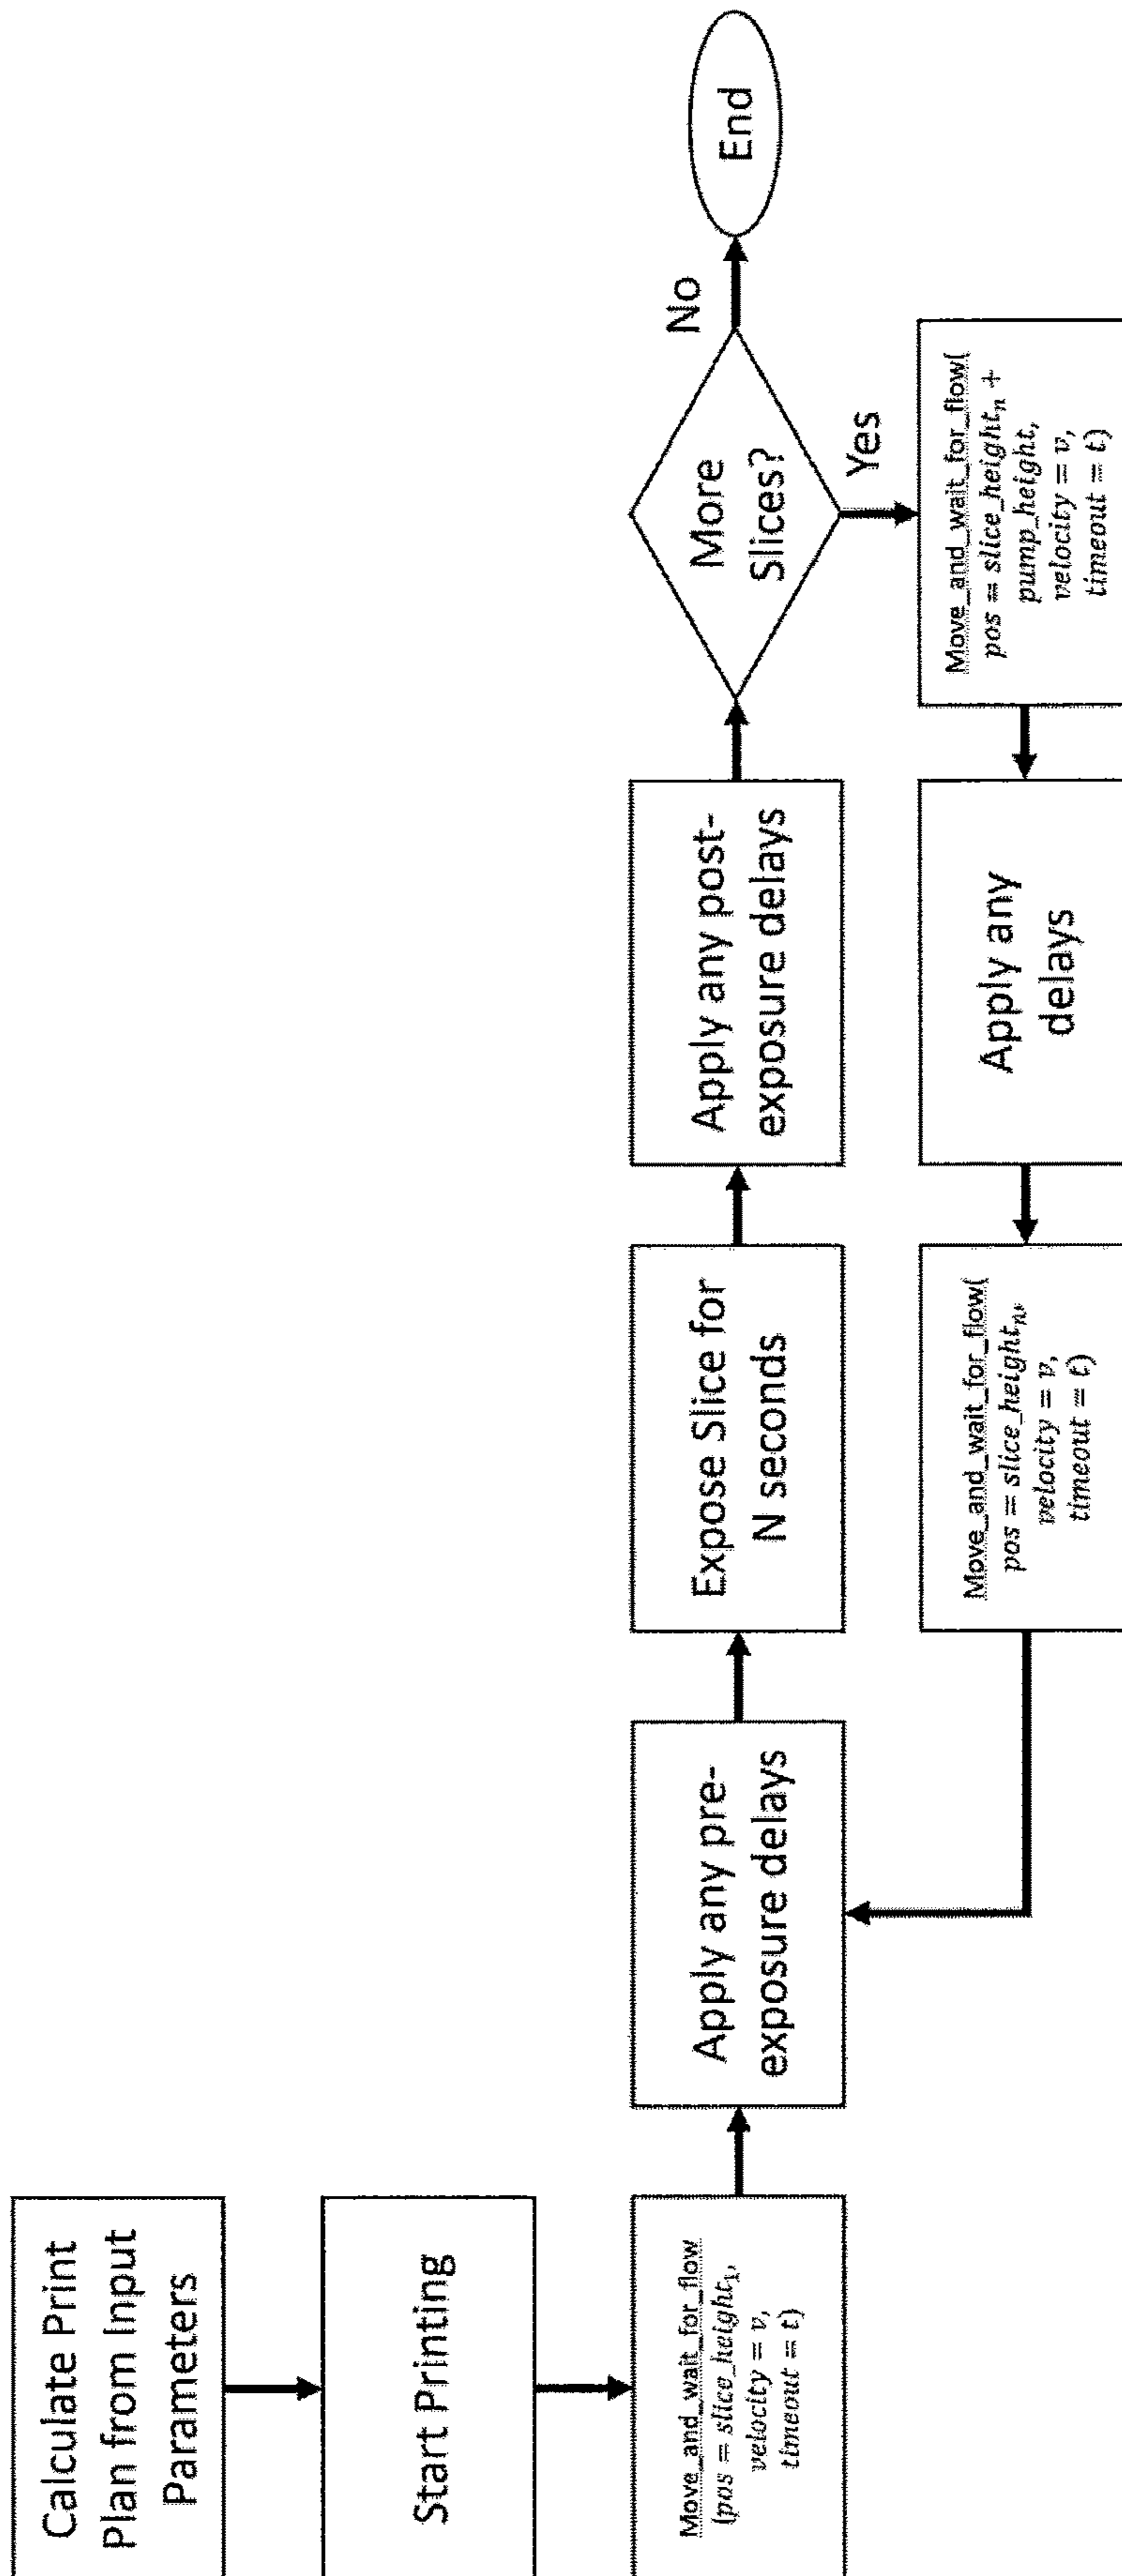 Calculate Print
Plan from Input
Parameters
Start Printing
Move_and_wait_for_flow
(pos = slice_height₁,
velocity = v,
timeout = t)
Apply any pre-
exposure delays
Expose Slice for
N seconds
Apply any post-
exposure delays
More
Slices?
No
End
Yes
Move_and_wait_for_flow(
pos = slice_heightₙ +
pump_height,
velocity = v,
timeout = t)
Apply any
delays
Move_and_wait_for_flow(
pos = slice_heightₙ,
velocity = v,
timeout = t)